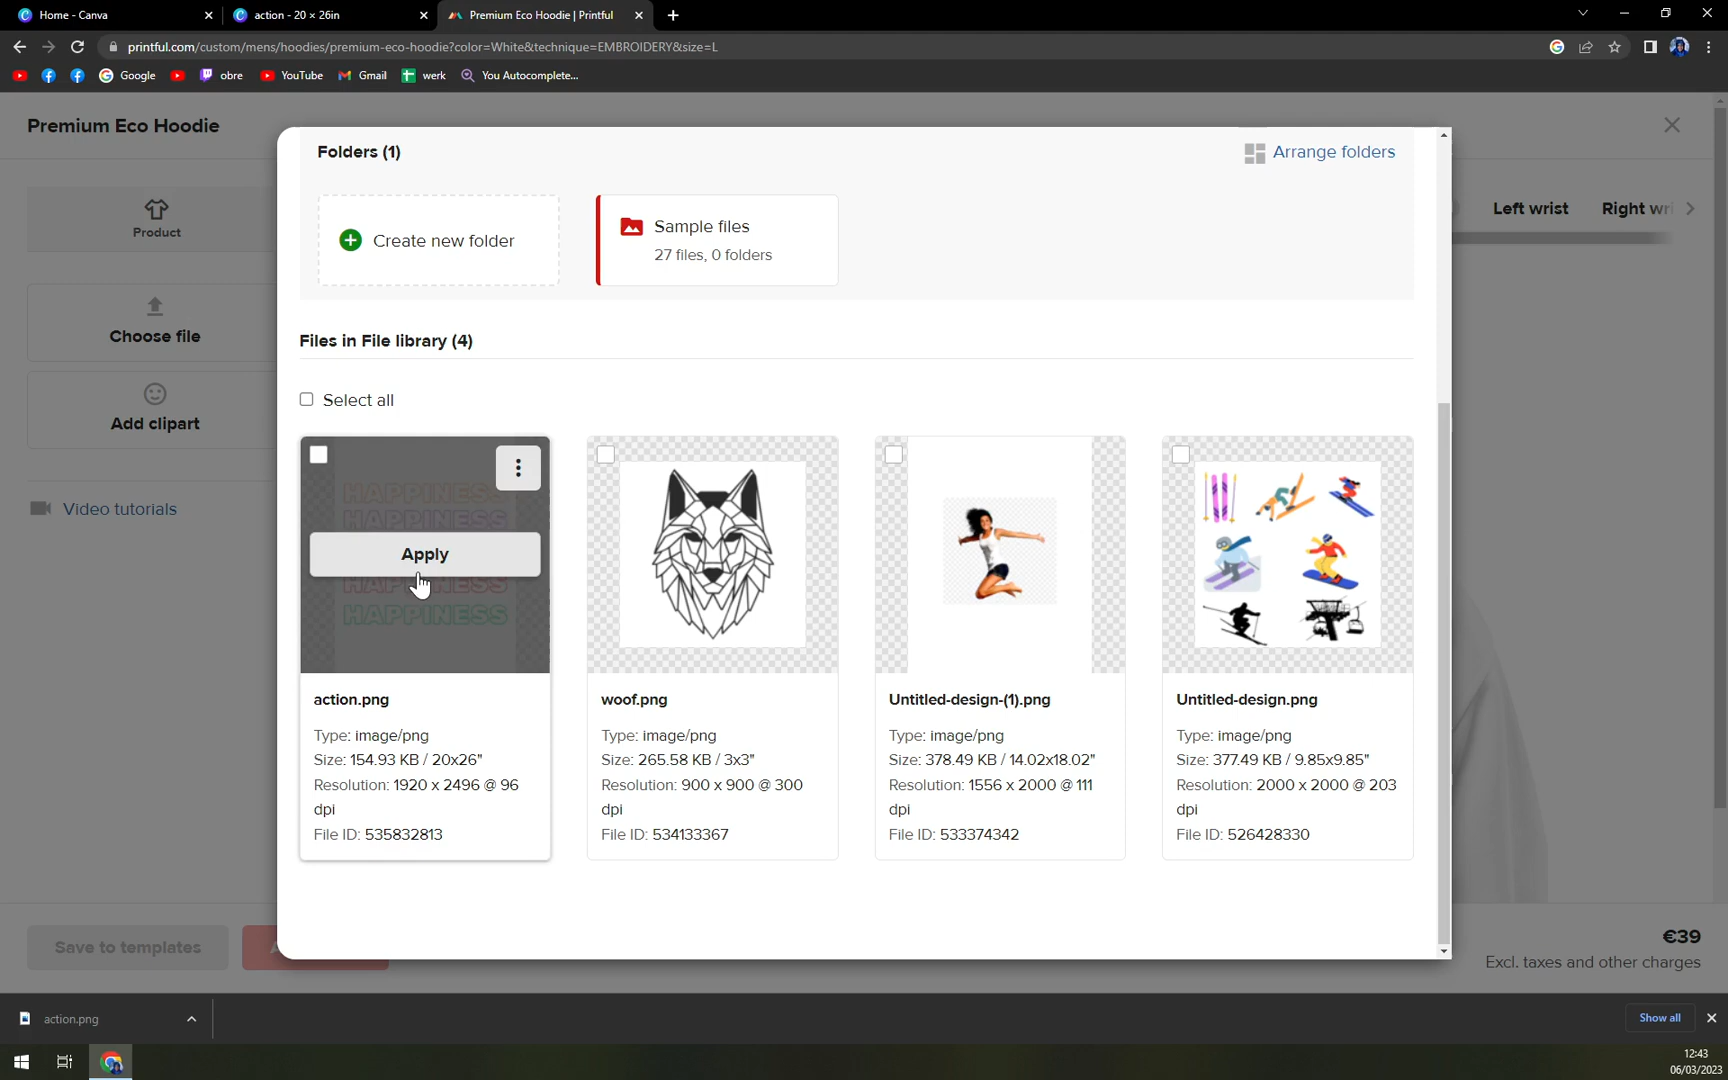 Home - Canva
action - 20 × 26in
Premium Eco Hoodie | Printful
printful.com/custom/mens/hoodies/premium-eco-hoodie?color=White&technique=EMBROIDERY&size=L
Google
obre
YouTube
Gmail
werk
You Autocomplete...
Premium Eco Hoodie
Product
Choose file
Add clipart
Video tutorials
Left wrist
Right wri
Folders (1)
Arrange folders
Create new folder
Sample files
27 files, 0 folders
Files in File library (4)
Select all
HAPPINESS
HAPPINESS
Apply
HAPPINESS
HAPPINESS
action.png
Type: image/png
Size: 154.93 KB / 20x26"
Resolution: 1920 x 2496 @ 96
dpi
File ID: 535832813
woof.png
Type: image/png
Size: 265.58 KB / 3x3"
Resolution: 900 x 900 @ 300
dpi
File ID: 534133367
Untitled-design-(1).png
Type: image/png
Size: 378.49 KB / 14.02x18.02"
Resolution: 1556 x 2000 @ 111
dpi
File ID: 533374342
Untitled-design.png
Type: image/png
Size: 377.49 KB / 9.85x9.85"
Resolution: 2000 x 2000 @ 203
dpi
File ID: 526428330
Save to templates
€39
Excl. taxes and other charges
action.png
Show all
12:43
06/03/2023